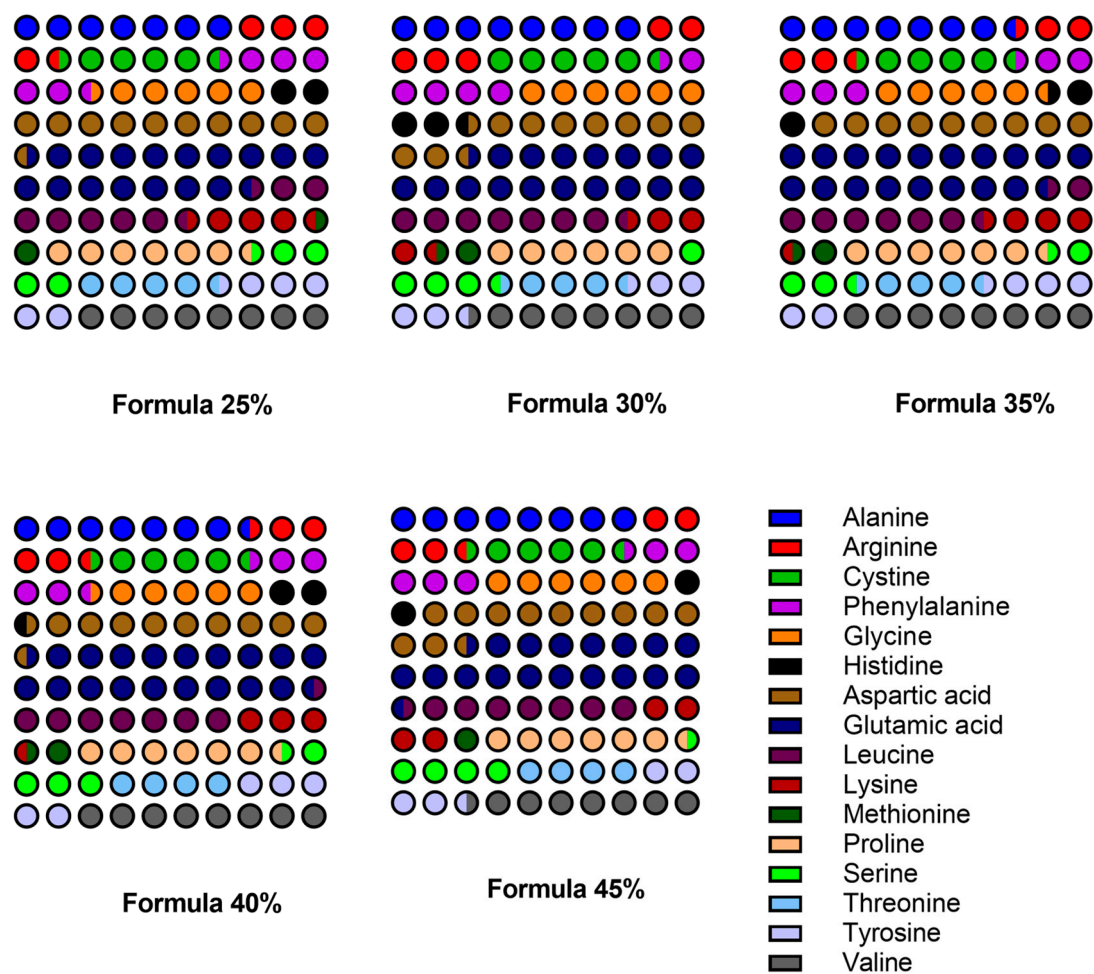 Formula 25%
Formula 30%
Formula 35%
Formula 40%
Formula 45%
Alanine
Arginine
Cystine
Phenylalanine
Glycine
Histidine
Aspartic acid
Glutamic acid
Leucine
Lysine
Methionine
Proline
Serine
Threonine
Tyrosine
Valine